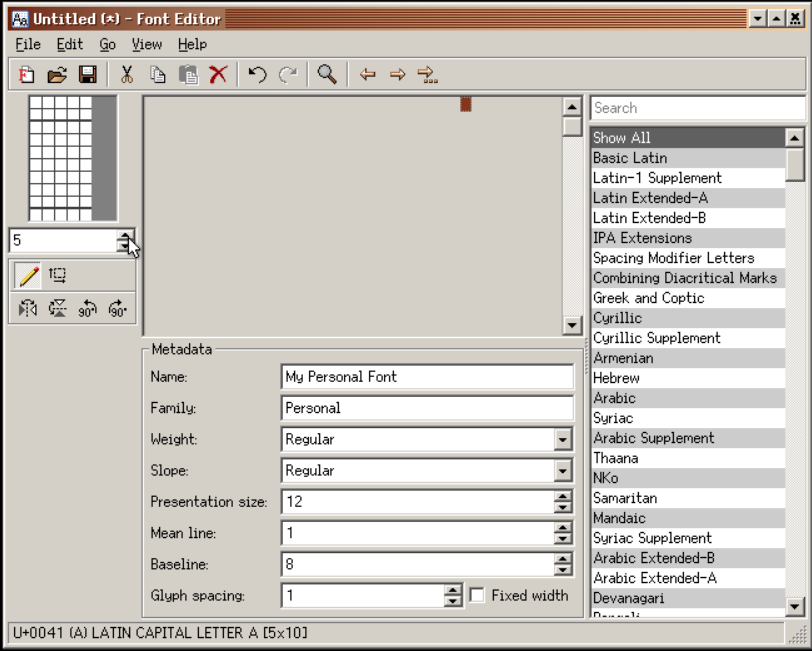 Untitled (*) - Font Editor
File Edit Go View Help
Search
Show All
Basic Latin
Latin-1 Supplement
Latin Extended-A
Latin Extended-B
IPA Extensions
Spacing Modifier Letters
Combining Diacritical Marks
Greek and Coptic
Cyrillic
Cyrillic Supplement
Armenian
Hebrew
Arabic
Syriac
Arabic Supplement
Thaana
NKo
Samaritan
Mandaic
Syriac Supplement
Arabic Extended-B
Arabic Extended-A
Devanagari
5
90°
90°
Metadata
Name: My Personal Font
Family: Personal
Weight: Regular
Slope: Regular
Presentation size: 12
Mean line: 1
Baseline: 8
Glyph spacing: 1 Fixed width
U+0041 (A) LATIN CAPITAL LETTER A [5x10]